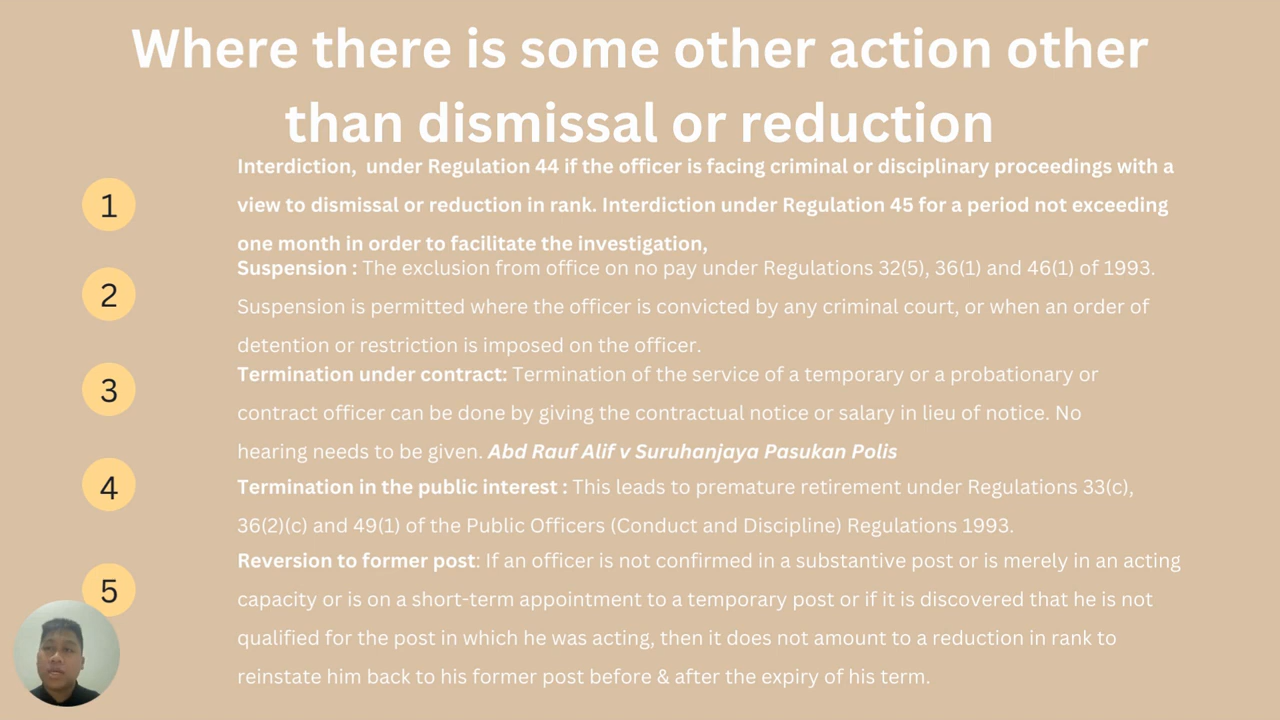 Where there is some other action other
than dismissal or reduction
1
Interdiction, under Regulation 44 if the officer is facing criminal or disciplinary proceedings with a
view to dismissal or reduction in rank. Interdiction under Regulation 45 for a period not exceeding
one month in order to facilitate the investigation,
2
Suspension : The exclusion from office on no pay under Regulations 32(5), 36(1) and 46(1) of 1993.
Suspension is permitted where the officer is convicted by any criminal court, or when an order of
detention or restriction is imposed on the officer.
3
Termination under contract: Termination of the service of a temporary or a probationary or
contract officer can be done by giving the contractual notice or salary in lieu of notice. No
hearing needs to be given. Abd Rauf Alif v Suruhanjaya Pasukan Polis
4
Termination in the public interest : This leads to premature retirement under Regulations 33(c),
36(2)(c) and 49(1) of the Public Officers (Conduct and Discipline) Regulations 1993.
5
Reversion to former post: If an officer is not confirmed in a substantive post or is merely in an acting
capacity or is on a short-term appointment to a temporary post or if it is discovered that he is not
qualified for the post in which he was acting, then it does not amount to a reduction in rank to
reinstate him back to his former post before & after the expiry of his term.